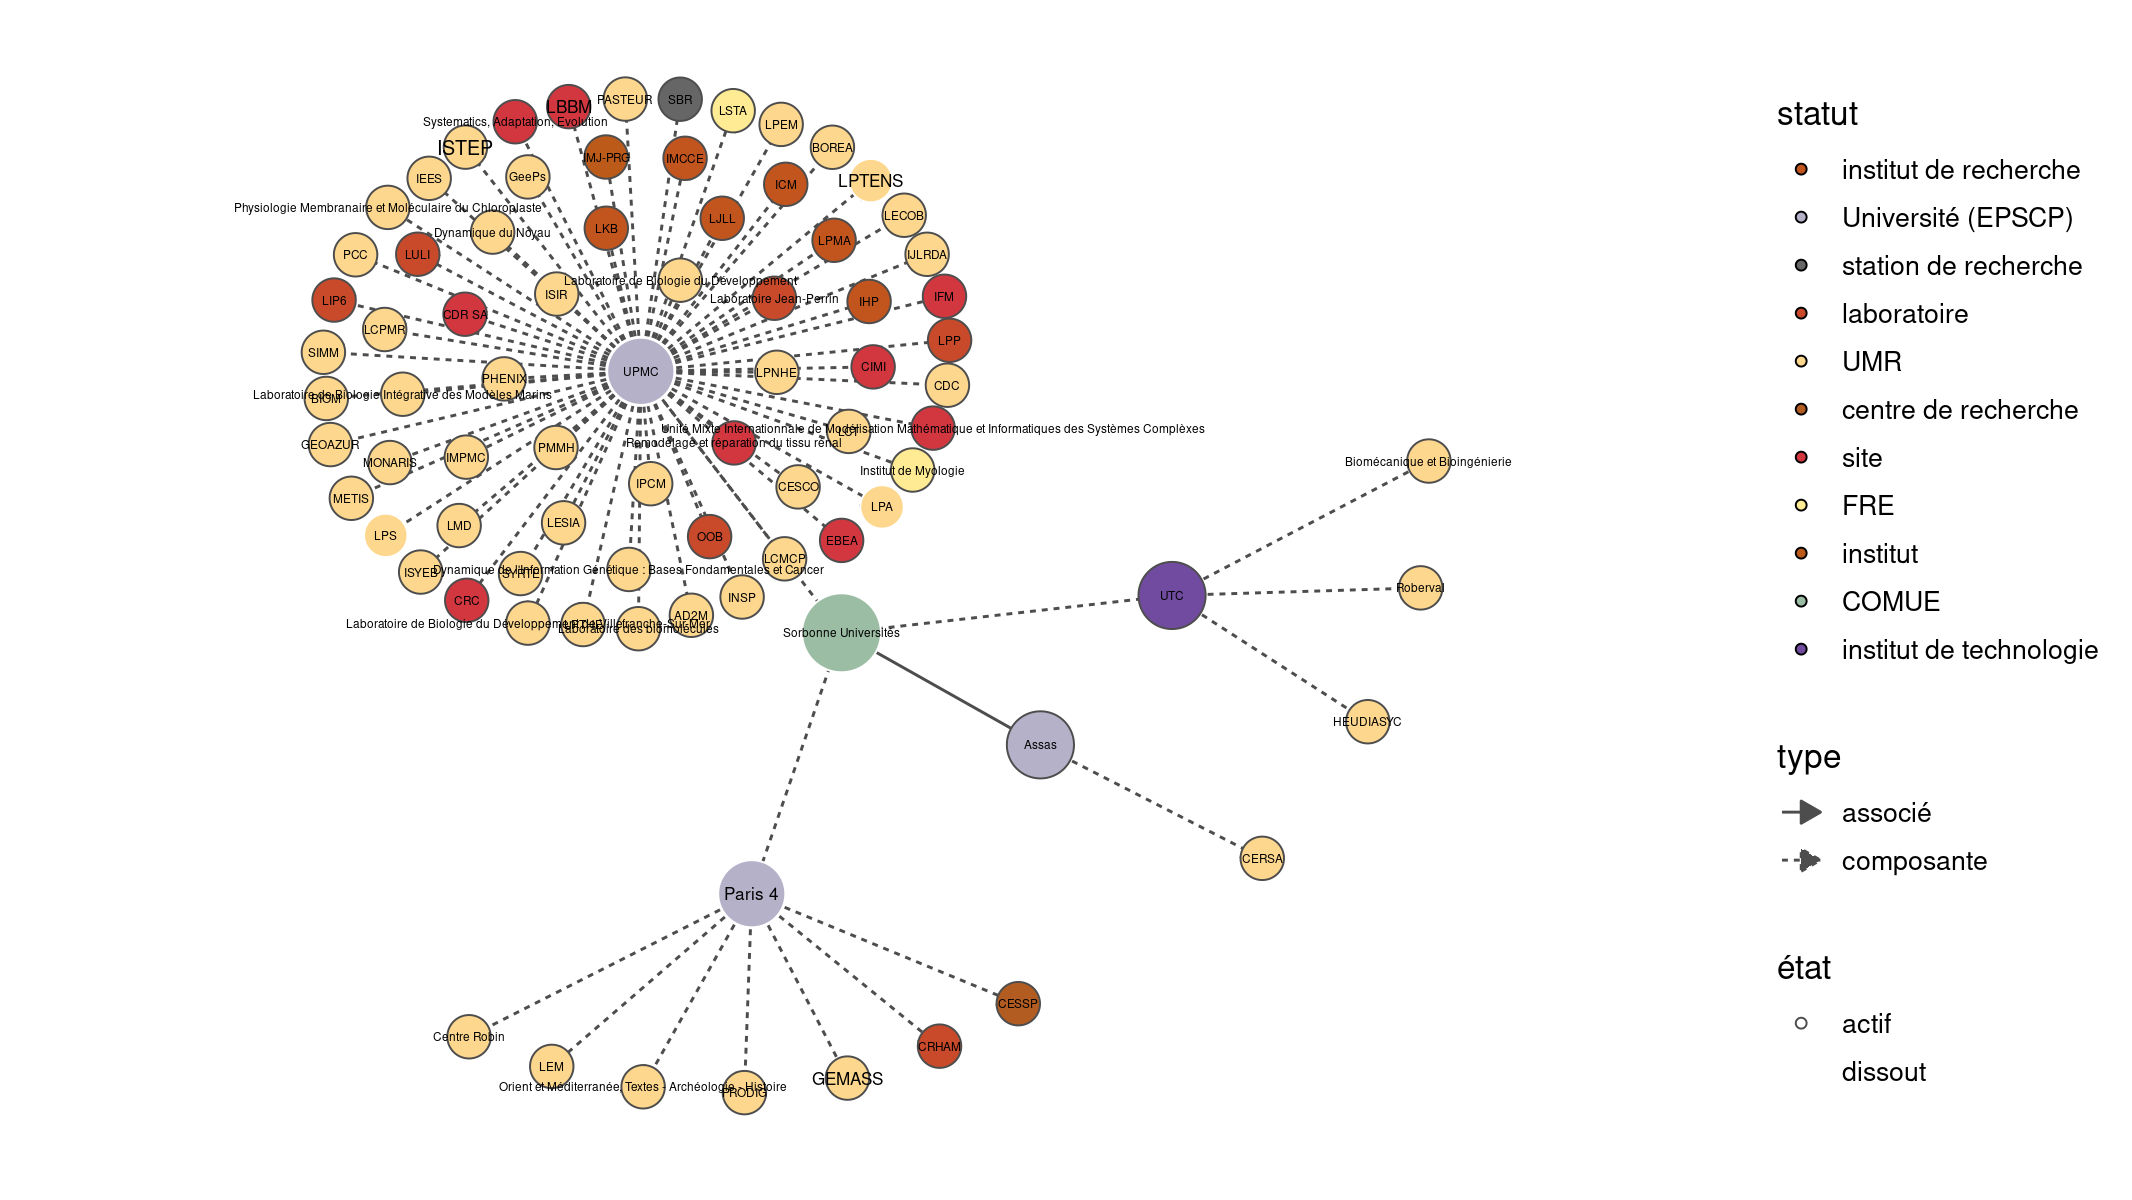 PASTEUR
SBR
LBBM
LSTA
Systematics, Adaptation, Evolution
LPEM
ISTEP
BOREA
IMJ-PRG
IMCCE
IEES
GeePs
LPTENS
ICM
Physiologie Membranaire et Moléculaire du Chloroplaste
LECOB
LJLL
LKB
Dynamique du Noyau
LPMA
PCC
LULI
IJLRDA
Laboratoire de Biologie du Développement
ISIR
IFM
LIP6
Laboratoire Jean-Perrin
IHP
CDR SA
LCPMR
LPP
SIMM
CIMI
UPMC
LPNHE
PHENIX
CDC
Laboratoire de Biologie Intégrative des Modèles Marins
BIOM
Unité Mixte Internationnale de Modélisation Mathématique et Informatiques des Systèmes Complèxes
LCT
GEOAZUR
Remodelage et réparation du tissu rénal
PMMH
IMPMC
MONARIS
Institut de Myologie
IPCM
CESCO
METIS
LPA
LESIA
LMD
LPS
OOB
EBEA
LCMCP
Dynamique de l'Information Génétique : Bases Fondamentales et Cancer
ISYEB
SYRTE
INSP
CRC
AD2M
Laboratoire de Biologie du Développement de Villefranche-Sur-Mer
Laboratoire des biomolécules
Sorbonne Universités
UTC
Biomécanique et Bioingénierie
Roberval
HEUDIASYC
Assas
CERSA
Paris 4
CESSP
Centre Robin
CRHAM
LEM
GEMASS
Orient et Méditerranée, Textes - Archéologie - Histoire
PRODIG
statut
institut de recherche
Université (EPSCP)
station de recherche
laboratoire
UMR
centre de recherche
site
FRE
institut
COMUE
institut de technologie
type
associé
composante
état
actif
dissout